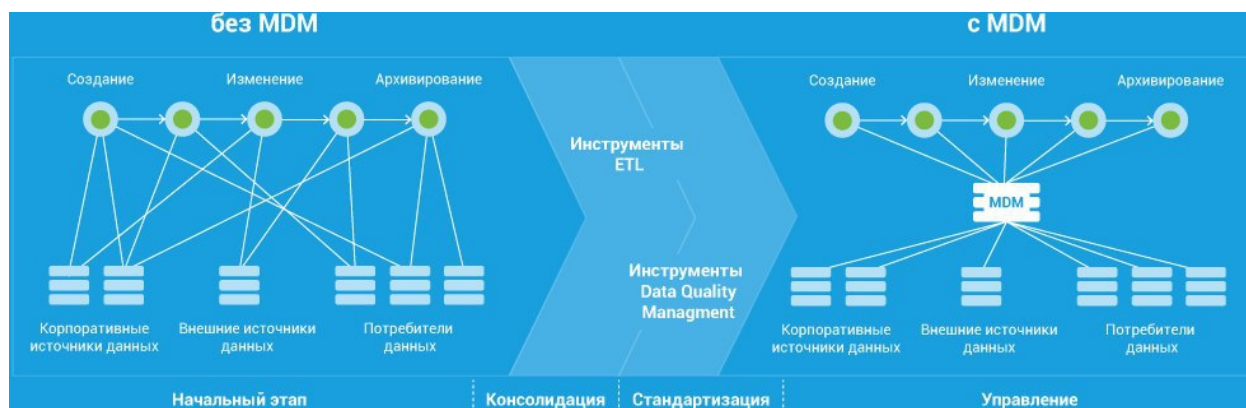 без MDM
с MDM
Создание
Изменение
Архивирование
Создание
Изменение
Архивирование
Инструменты
ETL
MDM
Инструменты
Data Quality
Managment
Корпоративные
источники данных
Внешние источники
данных
Потребители
данных
Корпоративные
источники данных
Внешние источники
данных
Потребители
данных
Начальный этап
Консолидация
Стандартизация
Управление